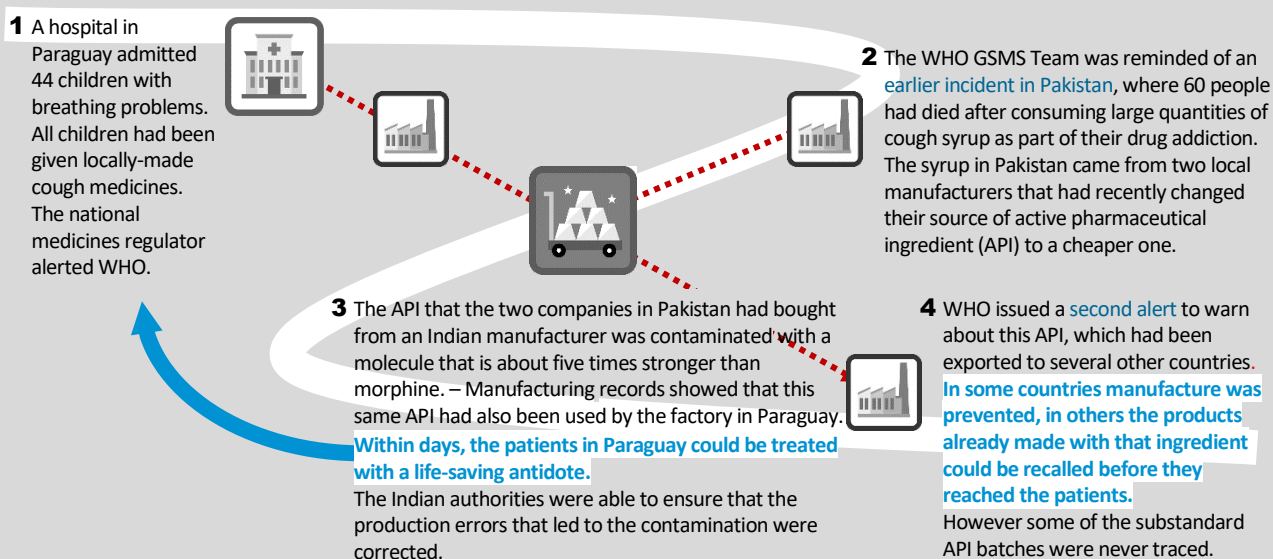 1 A hospital in
Paraguay admitted
44 children with
breathing problems.
All children had been
given locally-made
cough medicines.
The national
medicines regulator
alerted WHO.
2 The WHO GSMS Team was reminded of an
earlier incident in Pakistan, where 60 people
had died after consuming large quantities of
cough syrup as part of their drug addiction.
The syrup in Pakistan came from two local
manufacturers that had recently changed
their source of active pharmaceutical
ingredient (API) to a cheaper one.
3 The API that the two companies in Pakistan had bought
from an Indian manufacturer was contaminated with a
molecule that is about five times stronger than
morphine. – Manufacturing records showed that this
same API had also been used by the factory in Paraguay.
Within days, the patients in Paraguay could be treated
with a life-saving antidote.
The Indian authorities were able to ensure that the
production errors that led to the contamination were
corrected.
4 WHO issued a second alert to warn
about this API, which had been
exported to several other countries.
In some countries manufacture was
prevented, in others the products
already made with that ingredient
could be recalled before they
reached the patients.
However some of the substandard
API batches were never traced.